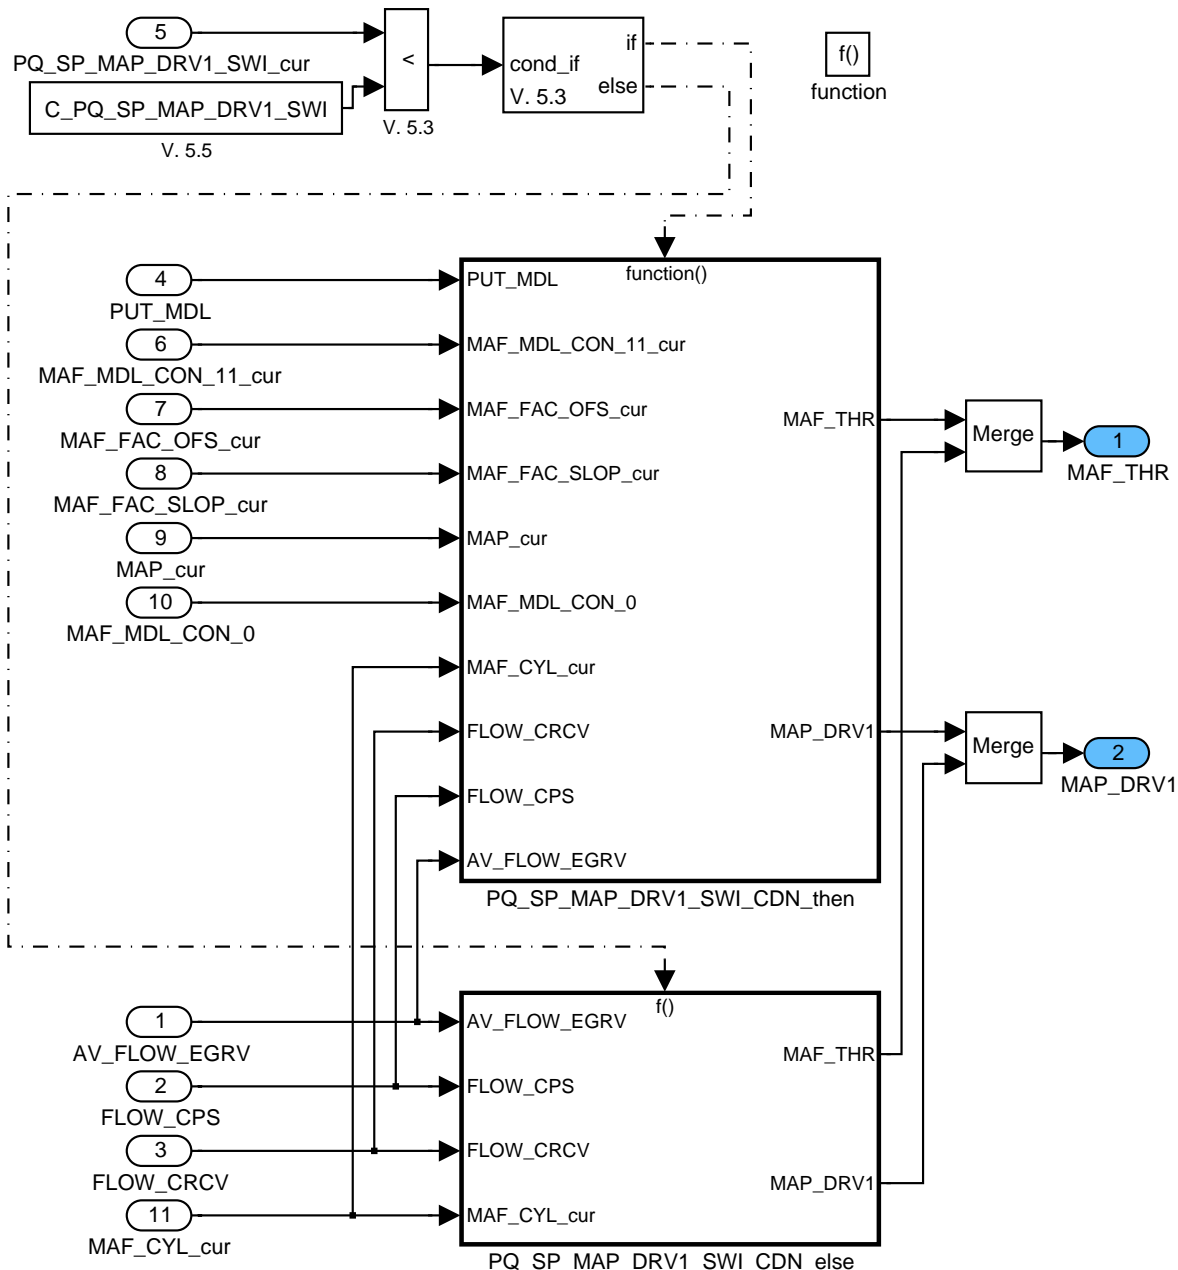 5
PQ_SP_MAP_DRV1_SWI_cur
C_PQ_SP_MAP_DRV1_SWI
V. 5.5
<
V. 5.3
cond_if
V. 5.3
if
else
f()
function
4
PUT_MDL
6
MAF_MDL_CON_11_cur
7
MAF_FAC_OFS_cur
8
MAF_FAC_SLOP_cur
9
MAP_cur
10
MAF_MDL_CON_0
function()
PUT_MDL
MAF_MDL_CON_11_cur
MAF_FAC_OFS_cur
MAF_FAC_SLOP_cur
MAP_cur
MAF_MDL_CON_0
MAF_CYL_cur
FLOW_CRCV
FLOW_CPS
AV_FLOW_EGRV
MAF_THR
MAP_DRV1
PQ_SP_MAP_DRV1_SWI_CDN_then
Merge
1
MAF_THR
Merge
2
MAP_DRV1
1
AV_FLOW_EGRV
2
FLOW_CPS
3
FLOW_CRCV
11
MAF_CYL_cur
f()
AV_FLOW_EGRV
FLOW_CPS
FLOW_CRCV
MAF_CYL_cur
MAF_THR
MAP_DRV1
PQ_SP_MAP_DRV1_SWI_CDN_else